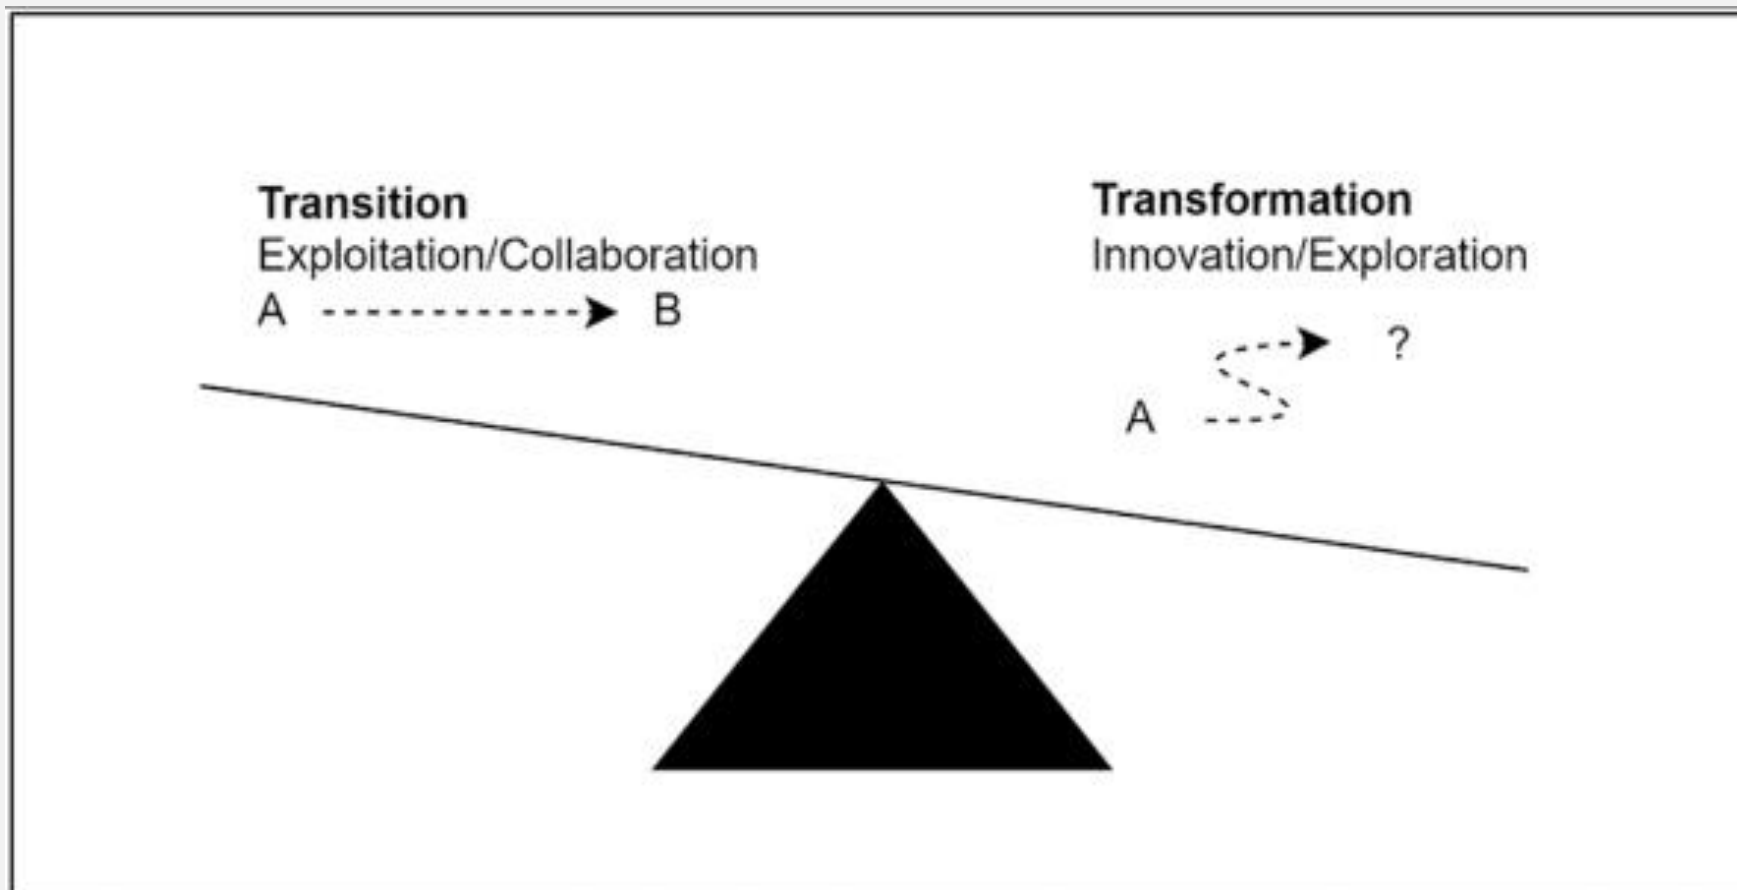 Transition
Exploitation/Collaboration
A B
Transformation
Innovation/Exploration
?
A